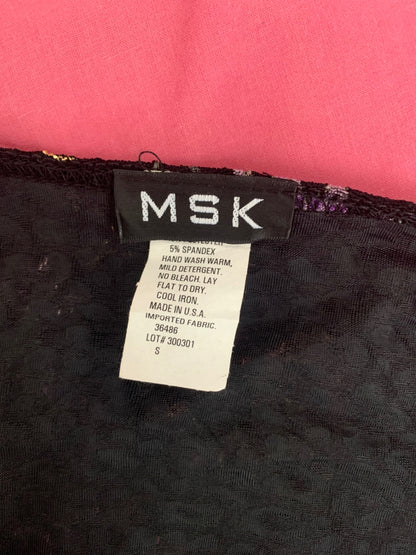 MSK
5% SPANDEX
HAND WASH WARM,
MILD DETERGENT.
NO BLEACH. LAY
FLAT TO DRY.
COOL IRON.
MADE IN U.S.A.
IMPORTED FABRIC.
36486
LOT# 300301
S